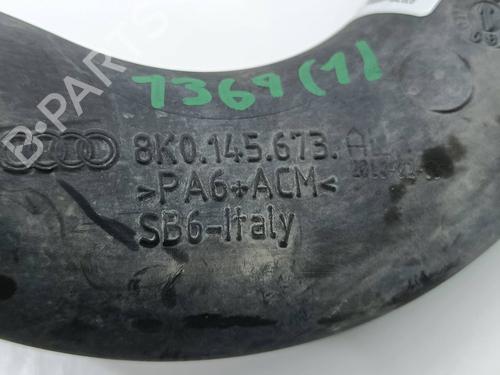 B-Parts
7369(1)
8K0.145.673.A
>PA6+ACM<
SB6-Italy